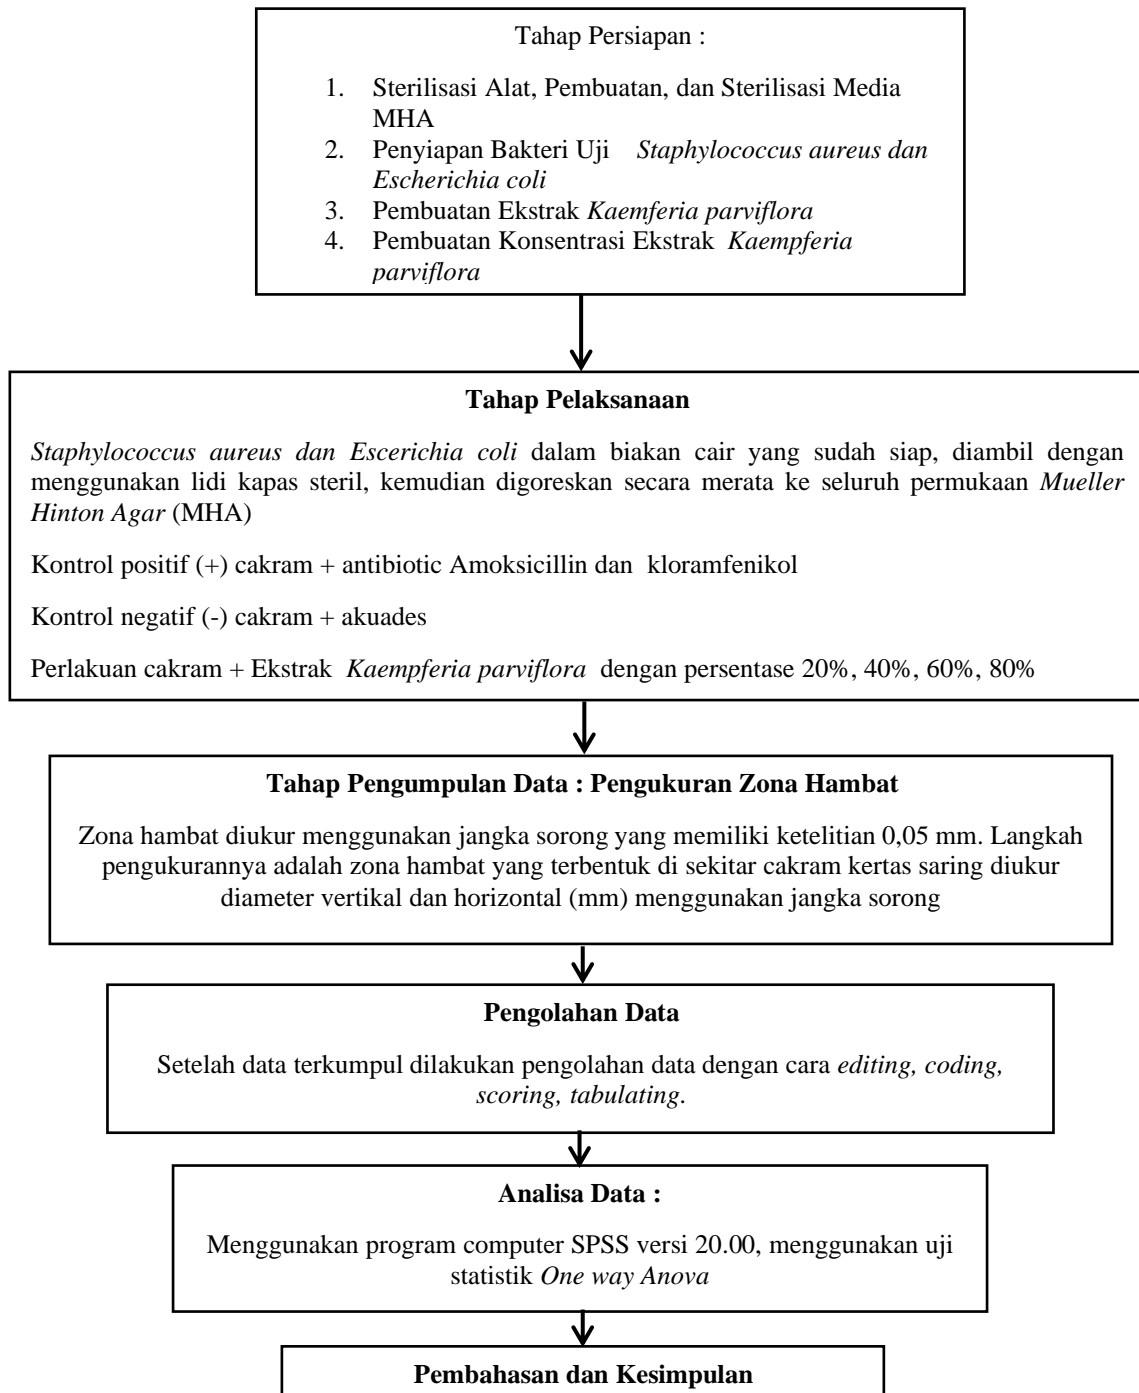 Tahap Persiapan :
1. Sterilisasi Alat, Pembuatan, dan Sterilisasi Media
MHA
2. Penyiapan Bakteri Uji Staphylococcus aureus dan
Escherichia coli
3. Pembuatan Ekstrak Kaemferia parviflora
4. Pembuatan Konsentrasi Ekstrak Kaempferia
parviflora
Tahap Pelaksanaan
Staphylococcus aureus dan Escerichia coli dalam biakan cair yang sudah siap, diambil dengan
menggunakan lidi kapas steril, kemudian digoreskan secara merata ke seluruh permukaan Mueller
Hinton Agar (MHA)
Kontrol positif (+) cakram + antibiotic Amoksicillin dan kloramfenikol
Kontrol negatif (-) cakram + akuades
Perlakuan cakram + Ekstrak Kaempferia parviflora dengan persentase 20%, 40%, 60%, 80%
Tahap Pengumpulan Data : Pengukuran Zona Hambat
Zona hambat diukur menggunakan jangka sorong yang memiliki ketelitian 0,05 mm. Langkah
pengukurannya adalah zona hambat yang terbentuk di sekitar cakram kertas saring diukur
diameter vertikal dan horizontal (mm) menggunakan jangka sorong
Pengolahan Data
Setelah data terkumpul dilakukan pengolahan data dengan cara editing, coding,
scoring, tabulating.
Analisa Data :
Menggunakan program computer SPSS versi 20.00, menggunakan uji
statistik One way Anova
Pembahasan dan Kesimpulan